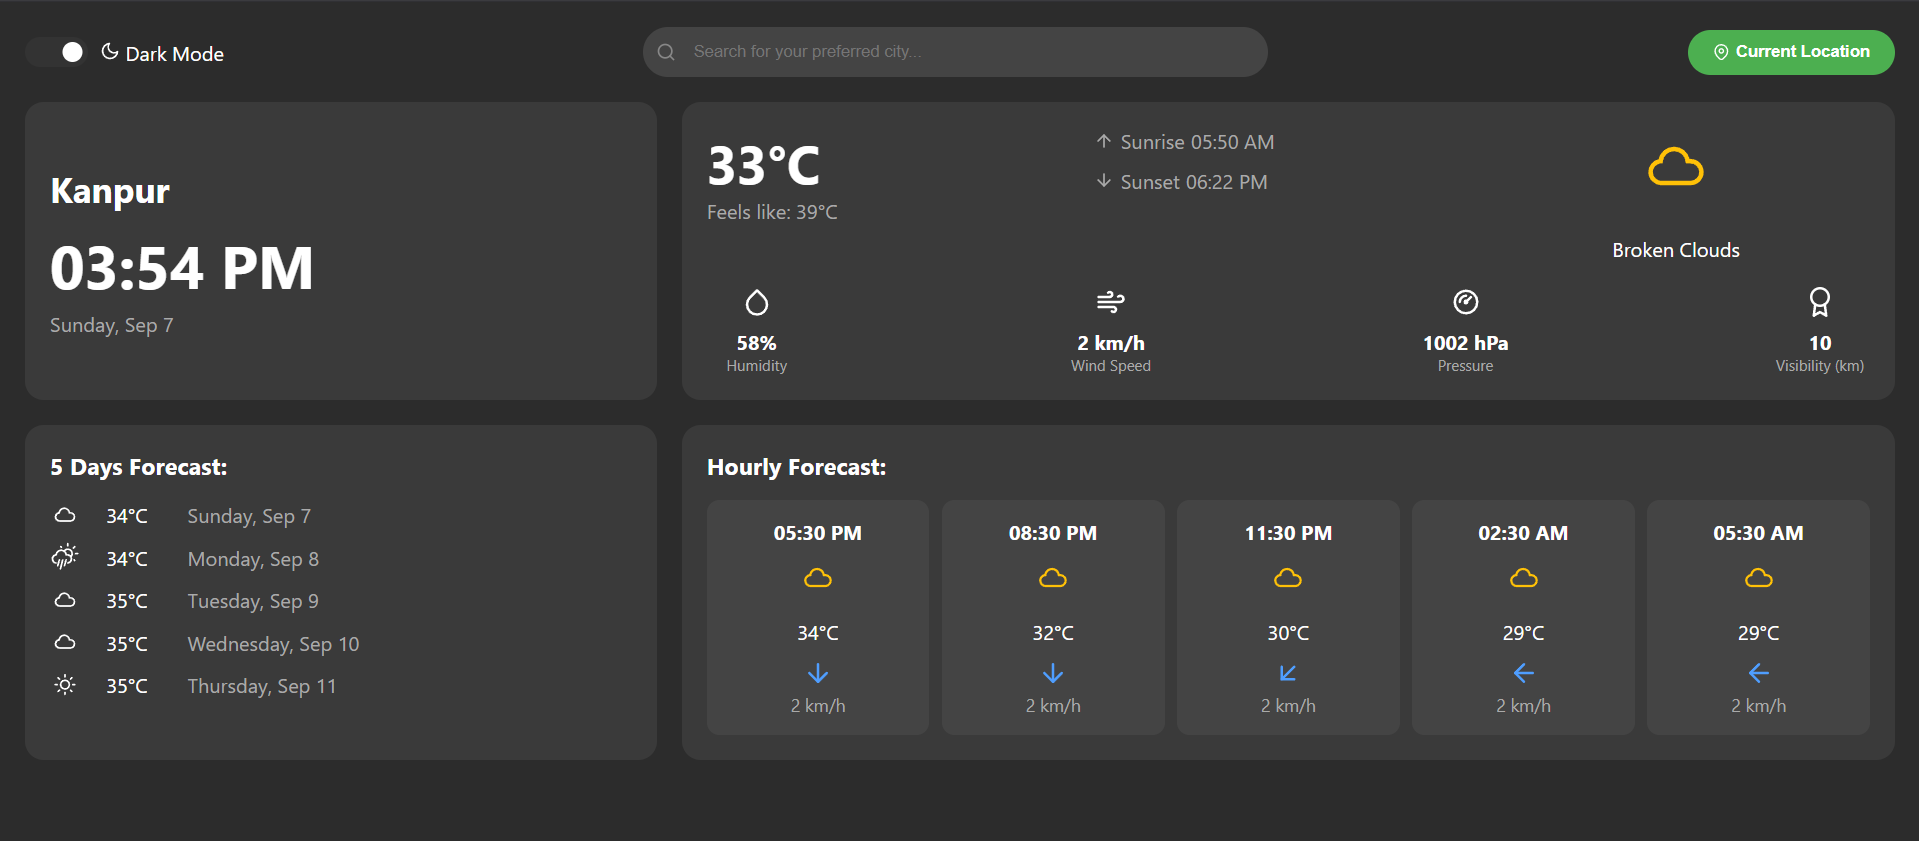 Dark Mode
Search for your preferred city...
Current Location
Kanpur
03:54 PM
Sunday, Sep 7
33°C
Feels like: 39°C
Sunrise 05:50 AM
Sunset 06:22 PM
Broken Clouds
58%
Humidity
2 km/h
Wind Speed
1002 hPa
Pressure
10
Visibility (km)
5 Days Forecast:
34°C Sunday, Sep 7
34°C Monday, Sep 8
35°C Tuesday, Sep 9
35°C Wednesday, Sep 10
35°C Thursday, Sep 11
Hourly Forecast:
05:30 PM
34°C
2 km/h
08:30 PM
32°C
2 km/h
11:30 PM
30°C
2 km/h
02:30 AM
29°C
2 km/h
05:30 AM
29°C
2 km/h